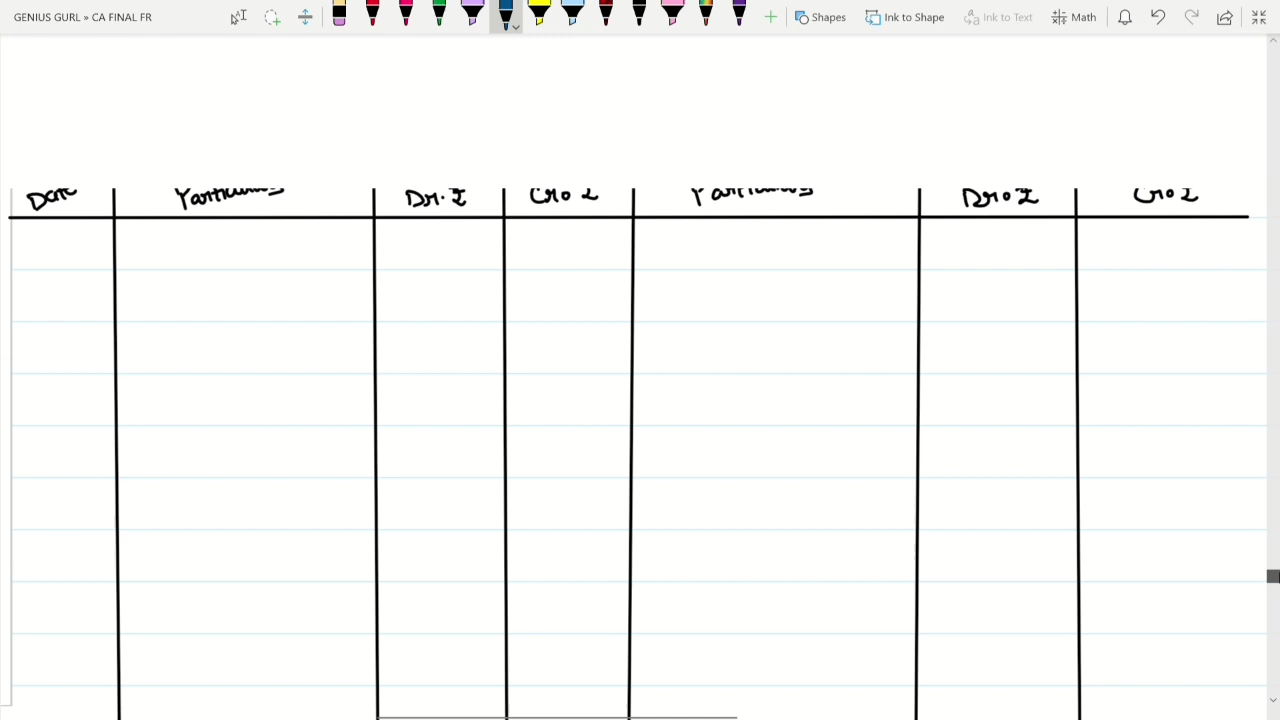 GENIUS GURL » CA FINAL FR Shapes Ink to Shape Ink to Text Math
Date Particulars Dr. ₹ Cr. ₹ Particulars Dr. ₹ Cr. ₹